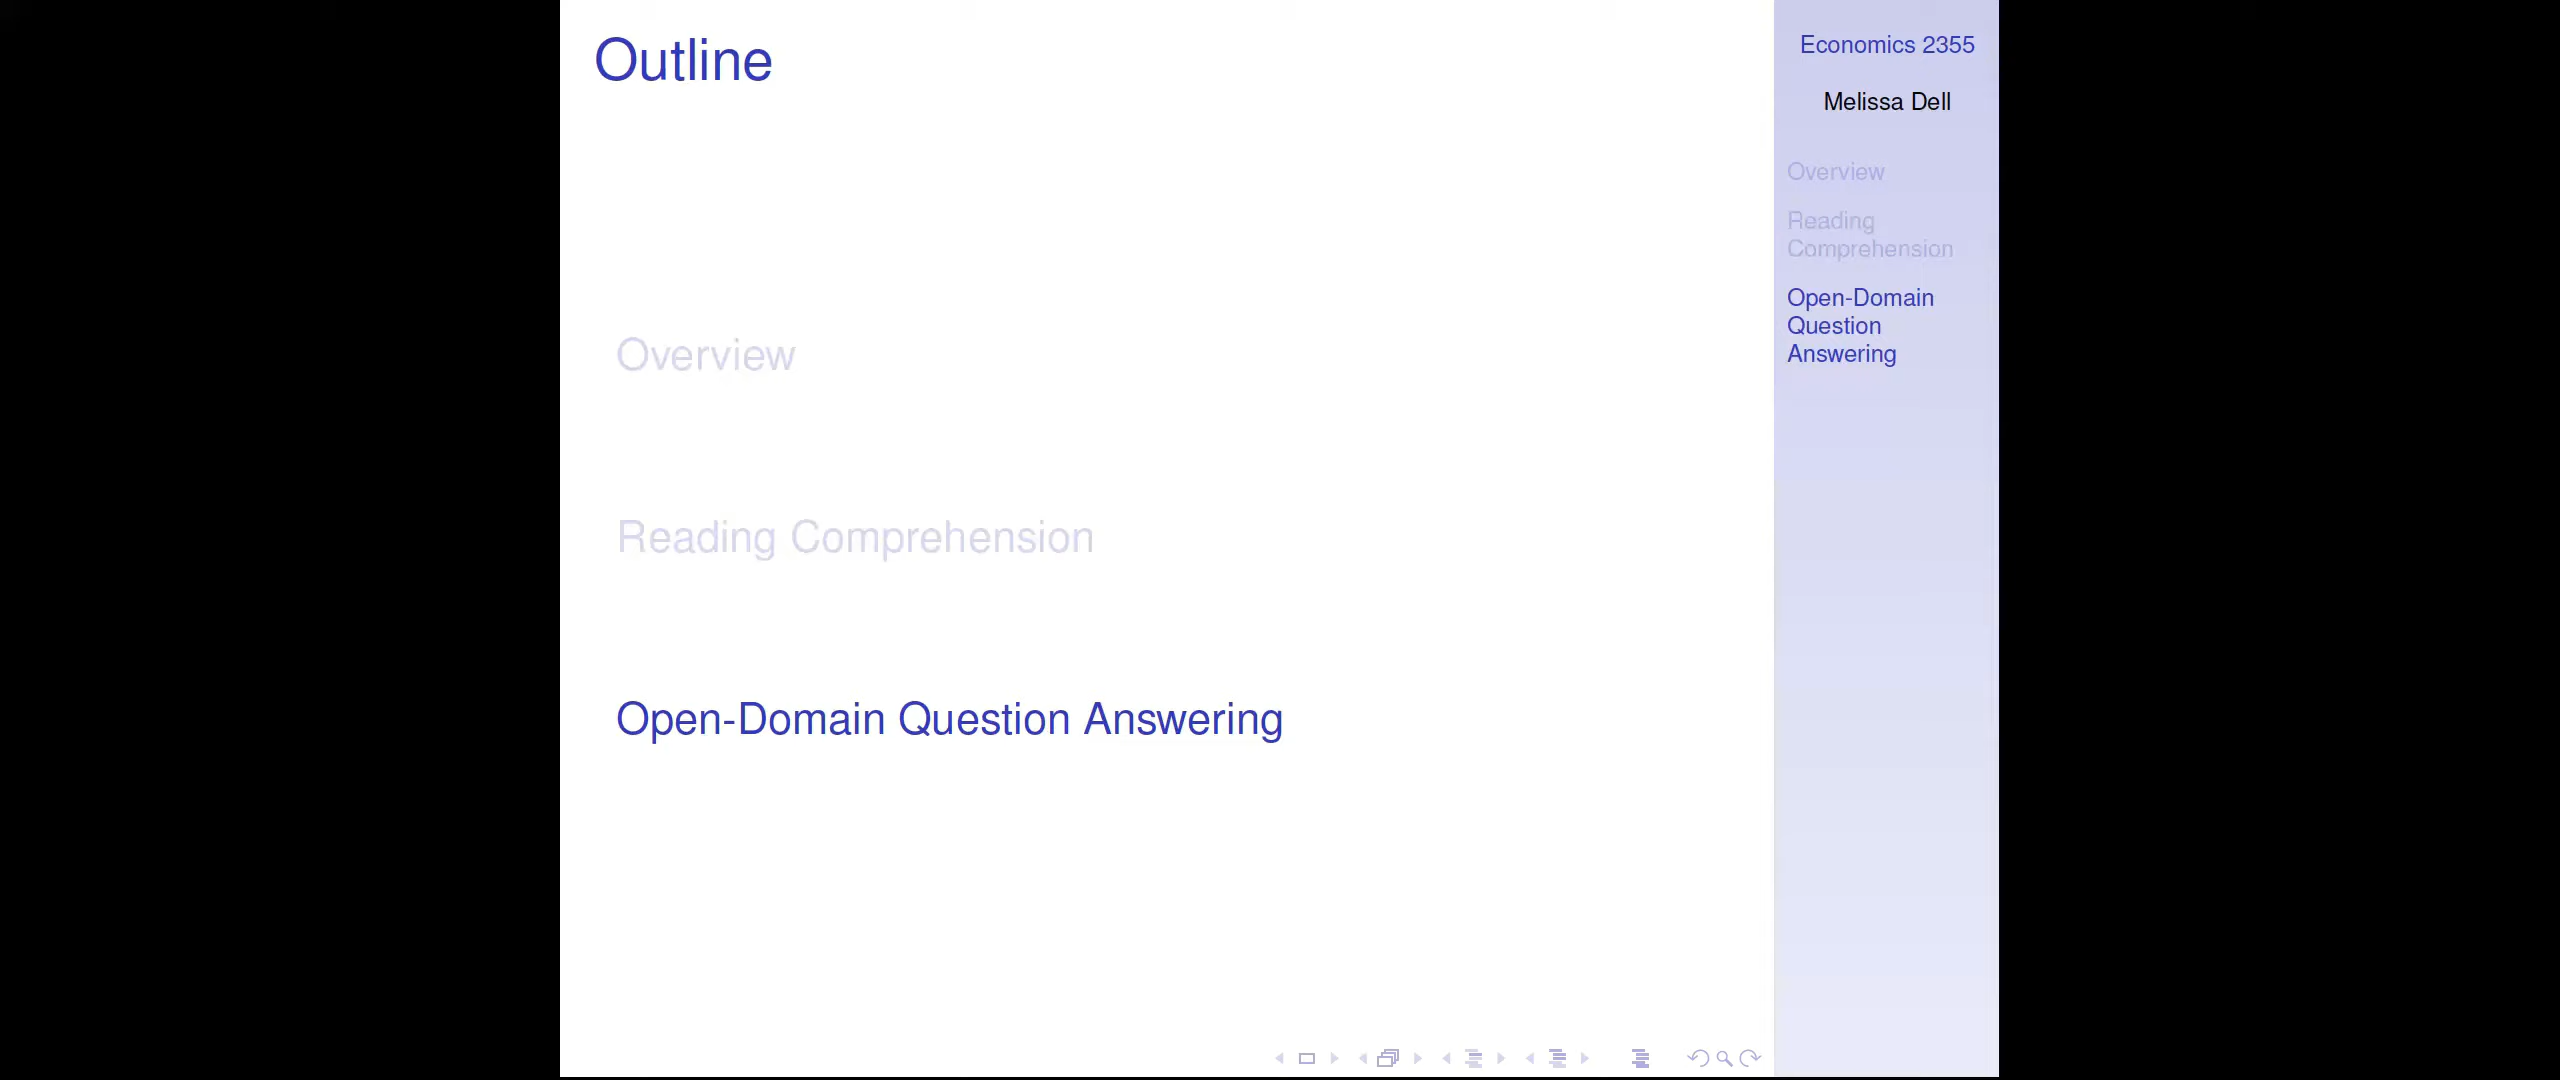 Outline
Overview
Reading Comprehension
Open-Domain Question Answering
Economics 2355
Melissa Dell
Overview
Reading
Comprehension
Open-Domain
Question
Answering